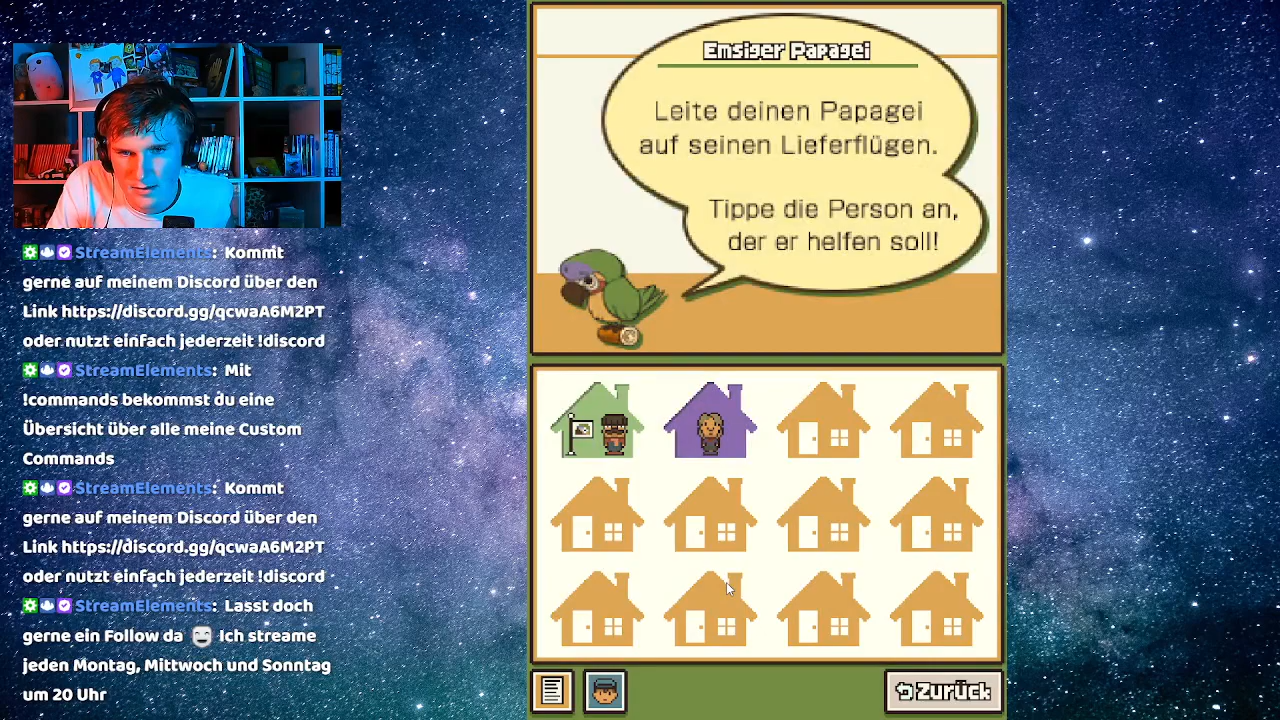 StreamElements: Kommt
gerne auf meinem Discord über den
Link https://discord.gg/qcwaA6M2PT
oder nutzt einfach jederzeit !discord
StreamElements: Mit
!commands bekommst du eine
Übersicht über alle meine Custom
Commands
StreamElements: Kommt
gerne auf meinem Discord über den
Link https://discord.gg/qcwaA6M2PT
oder nutzt einfach jederzeit !discord
StreamElements: Lasst doch
gerne ein Follow da 😄 Ich streame
jeden Montag, Mittwoch und Sonntag
um 20 Uhr
Emsiger Papagei
Leite deinen Papagei
auf seinen Lieferflügen.
Tippe die Person an,
der er helfen soll!
Zurück